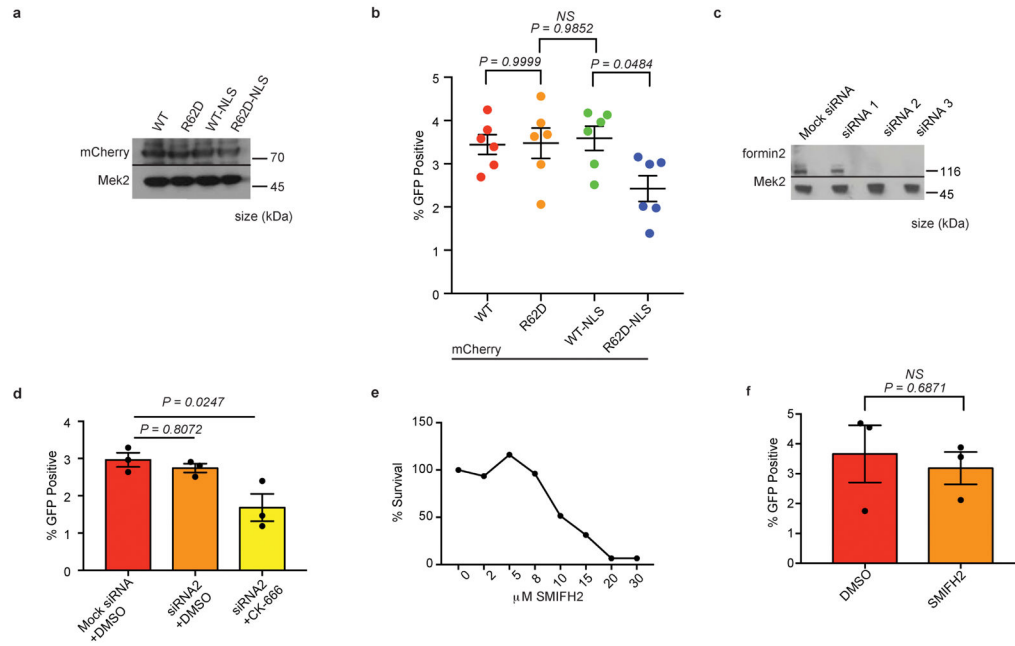 a
WT
R62D
WT-NLS
R62D-NLS
mCherry
70
Mek2
45
size (kDa)
b
NS
P = 0.9852
P = 0.9999
P = 0.0484
% GFP Positive
6
5
4
3
2
1
0
WT
R62D
WT-NLS
R62D-NLS
mCherry
c
Mock siRNA
siRNA 1
siRNA 2
siRNA 3
formin2
116
Mek2
45
size (kDa)
d
P = 0.0247
P = 0.8072
% GFP Positive
4
3
2
1
0
Mock siRNA
+DMSO
siRNA2
+DMSO
siRNA2
+CK-666
e
% Survival
150
100
50
0
0
2
5
8
10
15
20
30
μM SMIFH2
f
NS
P = 0.6871
% GFP Positive
5
4
3
2
1
0
DMSO
SMIFH2